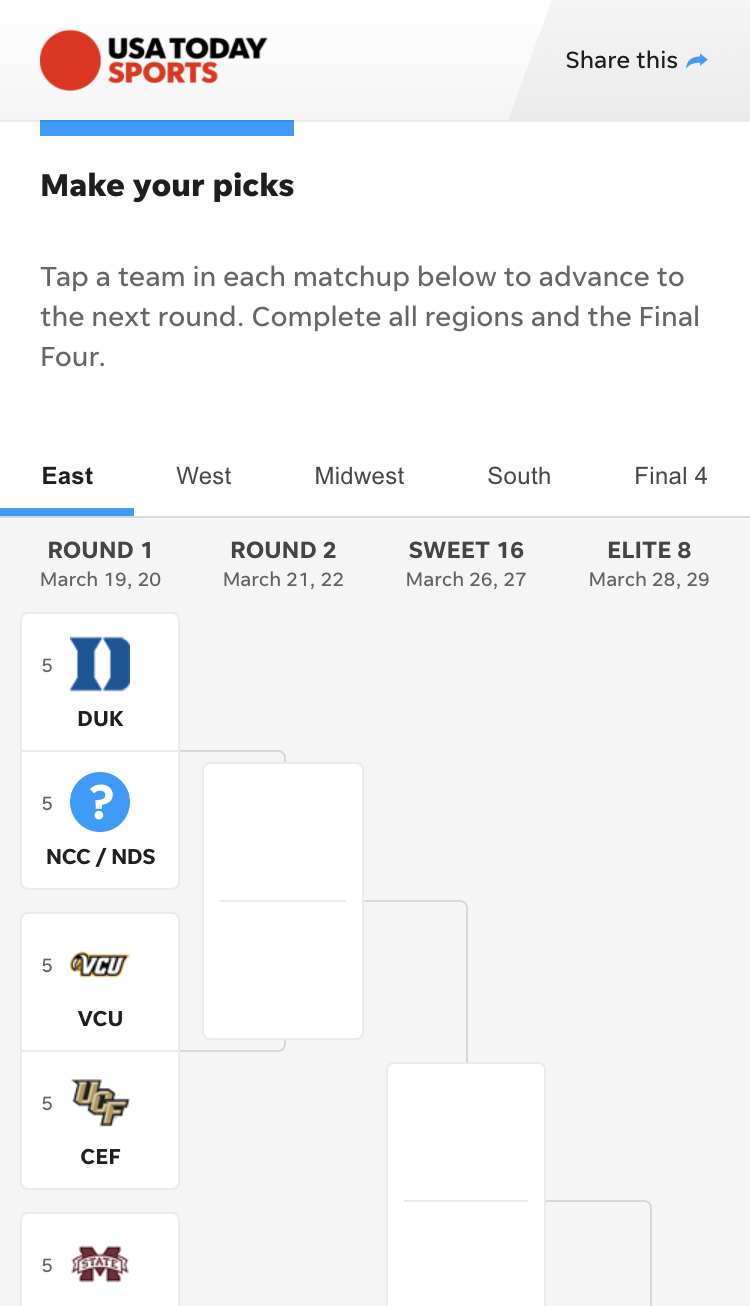 USA TODAY
SPORTS
Share this
Make your picks
Tap a team in each matchup below to advance to
the next round. Complete all regions and the Final
Four.
East West Midwest South Final 4
ROUND 1 ROUND 2 SWEET 16 ELITE 8
March 19, 20 March 21, 22 March 26, 27 March 28, 29
5
DUK
5 ?
NCC / NDS
5 VCU
VCU
5 UCF
CEF
5 STATE